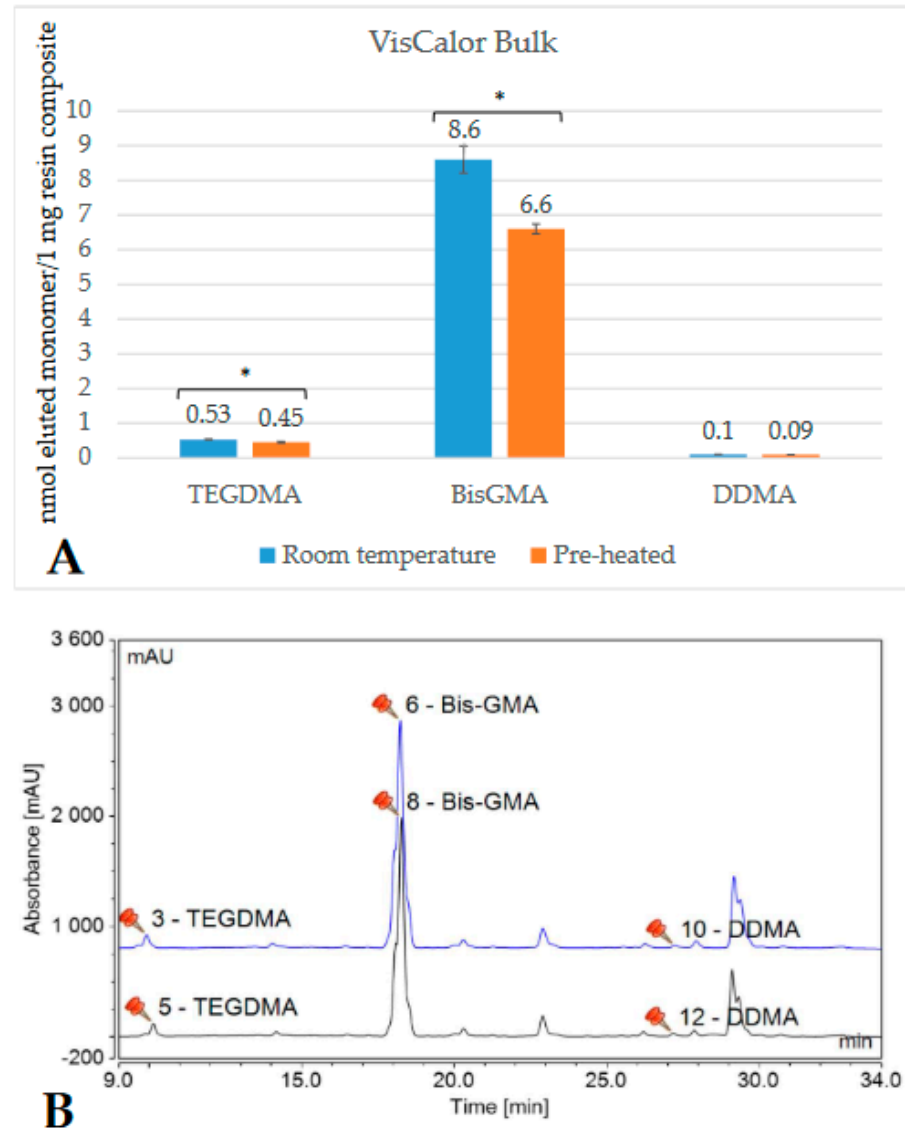 VisCalor Bulk
nmol eluted monomer/1 mg resin composite
10
9
8
7
6
5
4
3
2
1
0
*
*
0.53
0.45
8.6
6.6
0.1
0.09
TEGDMA
BisGMA
DDMA
Room temperature
Pre-heated
A
3 600
mAU
3 000
2 000
1 000
-200
Absorbance [mAU]
6 - Bis-GMA
8 - Bis-GMA
3 - TEGDMA
10 - DDMA
5 - TEGDMA
12 - DDMA
min
9.0
15.0
20.0
25.0
30.0
34.0
Time [min]
B